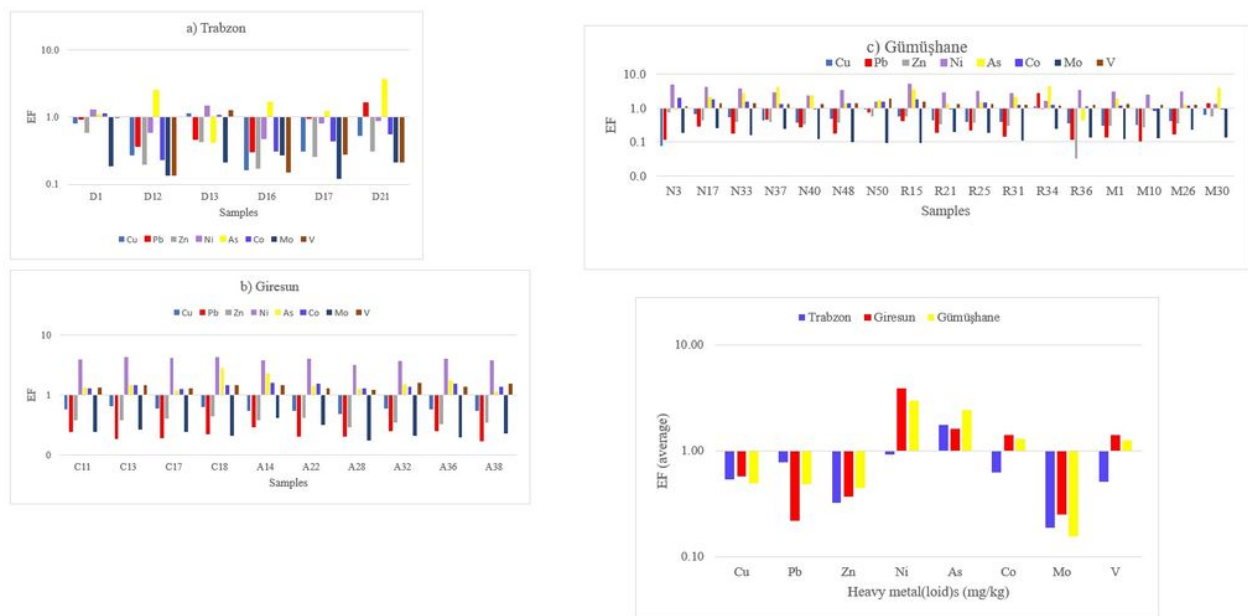 a) Trabzon
10.0
1.0
0.1
EF
D1 D12 D13 D16 D17 D21
Samples
Cu Pb Zn Ni As Co Mo V
b) Giresun
Cu Pb Zn Ni As Co Mo V
10
1
0
EF
C11 C13 C17 C18 A14 A22 A28 A32 A36 A38
Samples
c) Gümüşhane
Cu Pb Zn Ni As Co Mo V
10.0
1.0
0.1
0.0
EF
N3 N17 N33 N37 N40 N48 N50 R15 R21 R25 R31 R34 R36 M1 M10 M26 M30
Samples
Trabzon Giresun Gümüşhane
10.00
1.00
0.10
EF (average)
Cu Pb Zn Ni As Co Mo V
Heavy metal(loid)s (mg/kg)